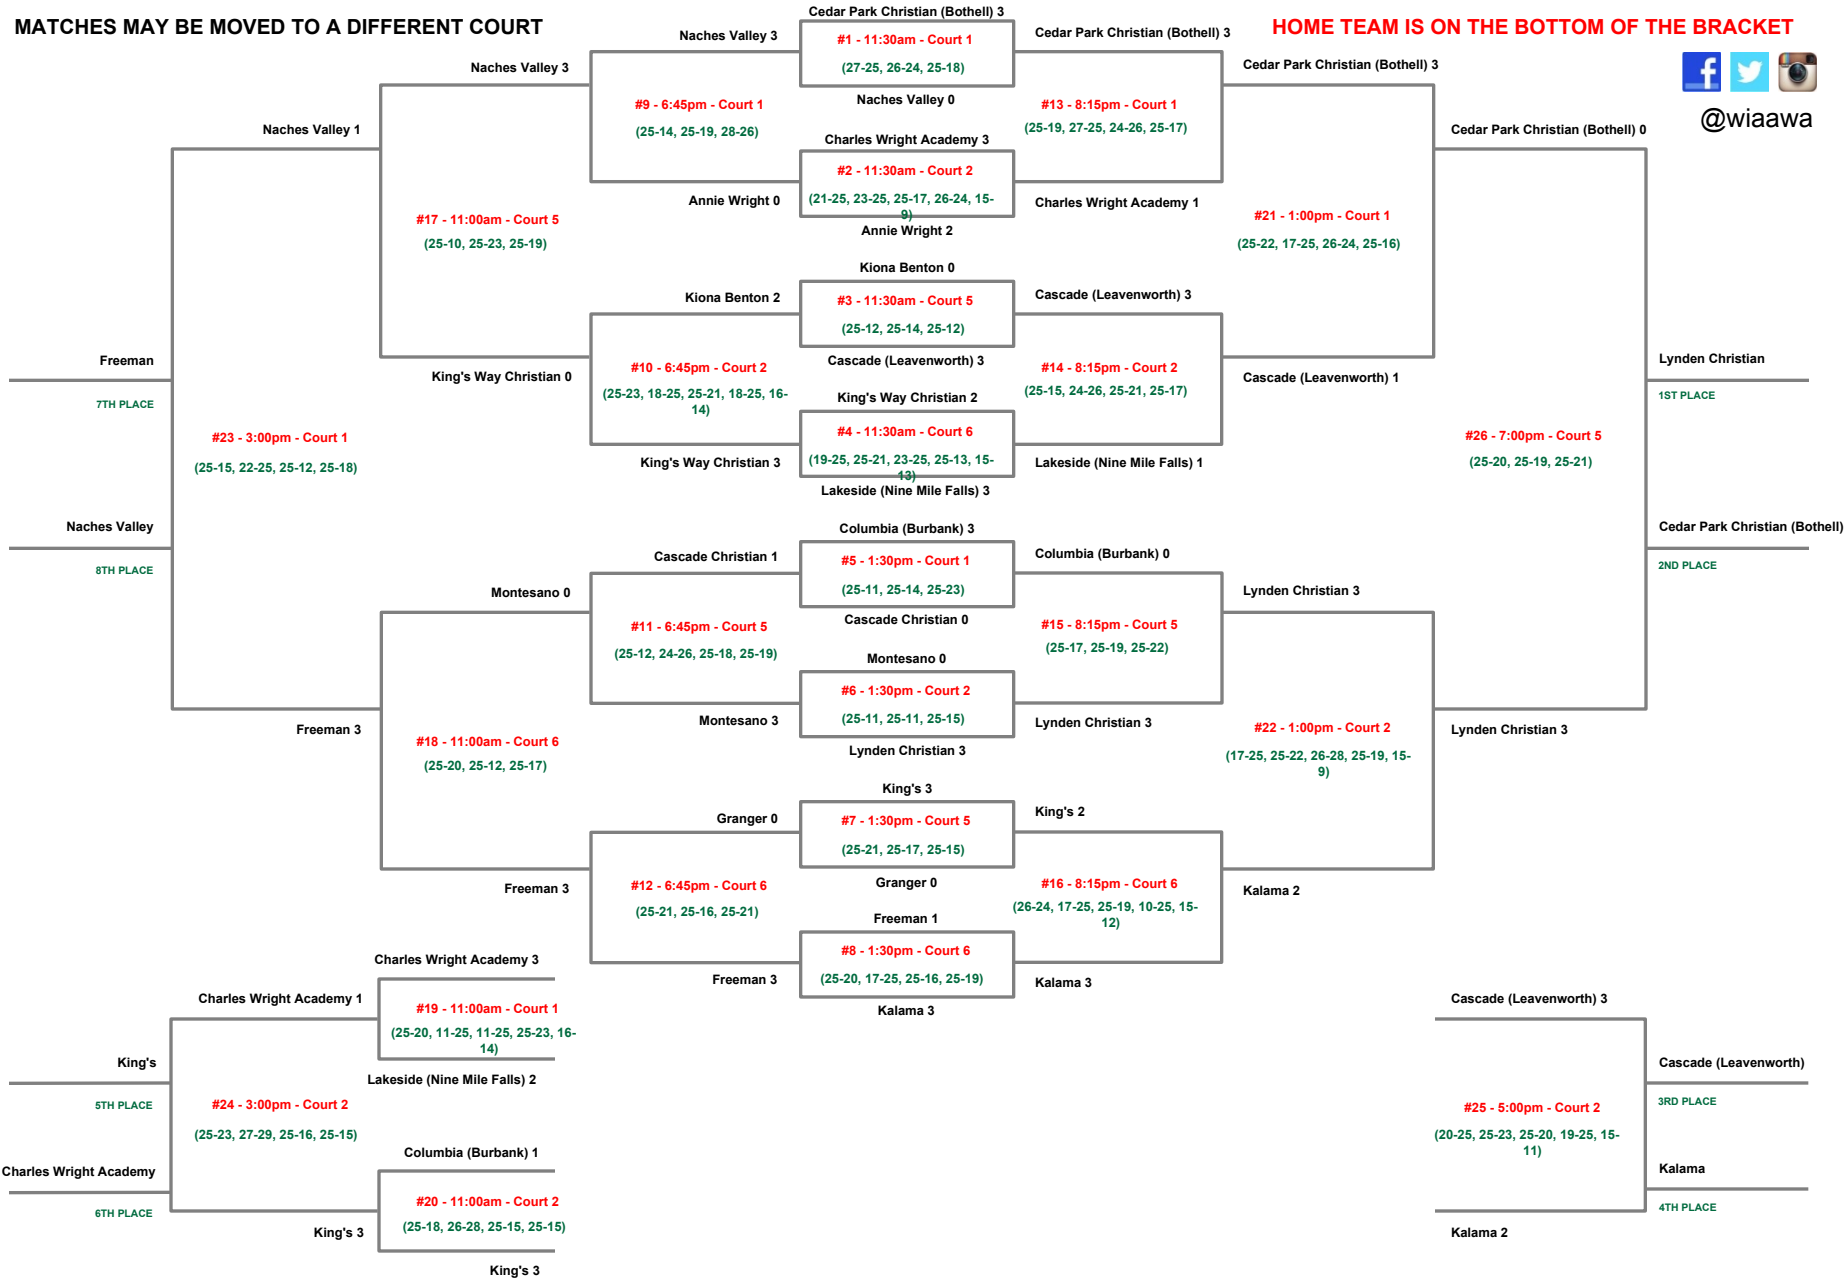 MATCHES MAY BE MOVED TO A DIFFERENT COURT
HOME TEAM IS ON THE BOTTOM OF THE BRACKET
@wiaawa
Cedar Park Christian (Bothell) 3
#1 - 11:30am - Court 1
(27-25, 26-24, 25-18)
Naches Valley 0
Charles Wright Academy 3
#2 - 11:30am - Court 2
(21-25, 23-25, 25-17, 26-24, 15-
9)
Annie Wright 2
Kiona Benton 0
#3 - 11:30am - Court 5
(25-12, 25-14, 25-12)
Cascade (Leavenworth) 3
King's Way Christian 2
#4 - 11:30am - Court 6
(19-25, 25-21, 23-25, 25-13, 15-
13)
Lakeside (Nine Mile Falls) 3
Columbia (Burbank) 3
#5 - 1:30pm - Court 1
(25-11, 25-14, 25-23)
Cascade Christian 0
Montesano 0
#6 - 1:30pm - Court 2
(25-11, 25-11, 25-15)
Lynden Christian 3
King's 3
#7 - 1:30pm - Court 5
(25-21, 25-17, 25-15)
Granger 0
Freeman 1
#8 - 1:30pm - Court 6
(25-20, 17-25, 25-16, 25-19)
Kalama 3
Naches Valley 3
#9 - 6:45pm - Court 1
(25-14, 25-19, 28-26)
Annie Wright 0
Kiona Benton 2
#10 - 6:45pm - Court 2
(25-23, 18-25, 25-21, 18-25, 16-
14)
King's Way Christian 3
Cascade Christian 1
#11 - 6:45pm - Court 5
(25-12, 24-26, 25-18, 25-19)
Montesano 3
Granger 0
#12 - 6:45pm - Court 6
(25-21, 25-16, 25-21)
Freeman 3
Cedar Park Christian (Bothell) 3
#13 - 8:15pm - Court 1
(25-19, 27-25, 24-26, 25-17)
Charles Wright Academy 1
Cascade (Leavenworth) 3
#14 - 8:15pm - Court 2
(25-15, 24-26, 25-21, 25-17)
Lakeside (Nine Mile Falls) 1
Columbia (Burbank) 0
#15 - 8:15pm - Court 5
(25-17, 25-19, 25-22)
Lynden Christian 3
King's 2
#16 - 8:15pm - Court 6
(26-24, 17-25, 25-19, 10-25, 15-
12)
Kalama 3
Naches Valley 3
#17 - 11:00am - Court 5
(25-10, 25-23, 25-19)
King's Way Christian 0
Montesano 0
#18 - 11:00am - Court 6
(25-20, 25-12, 25-17)
Freeman 3
Charles Wright Academy 3
#19 - 11:00am - Court 1
(25-20, 11-25, 11-25, 25-23, 16-
14)
Lakeside (Nine Mile Falls) 2
Columbia (Burbank) 1
#20 - 11:00am - Court 2
(25-18, 26-28, 25-15, 25-15)
King's 3
Cedar Park Christian (Bothell) 3
#21 - 1:00pm - Court 1
(25-22, 17-25, 26-24, 25-16)
Cascade (Leavenworth) 1
Lynden Christian 3
#22 - 1:00pm - Court 2
(17-25, 25-22, 26-28, 25-19, 15-
9)
Kalama 2
Naches Valley 1
#23 - 3:00pm - Court 1
(25-15, 22-25, 25-12, 25-18)
Freeman 3
Freeman
7TH PLACE
Naches Valley
8TH PLACE
Charles Wright Academy 1
#24 - 3:00pm - Court 2
(25-23, 27-29, 25-16, 25-15)
King's 3
King's
5TH PLACE
Charles Wright Academy
6TH PLACE
Cascade (Leavenworth) 3
#25 - 5:00pm - Court 2
(20-25, 25-23, 25-20, 19-25, 15-
11)
Kalama 2
Cascade (Leavenworth)
3RD PLACE
Kalama
4TH PLACE
Cedar Park Christian (Bothell) 0
#26 - 7:00pm - Court 5
(25-20, 25-19, 25-21)
Lynden Christian 3
Lynden Christian
1ST PLACE
Cedar Park Christian (Bothell)
2ND PLACE